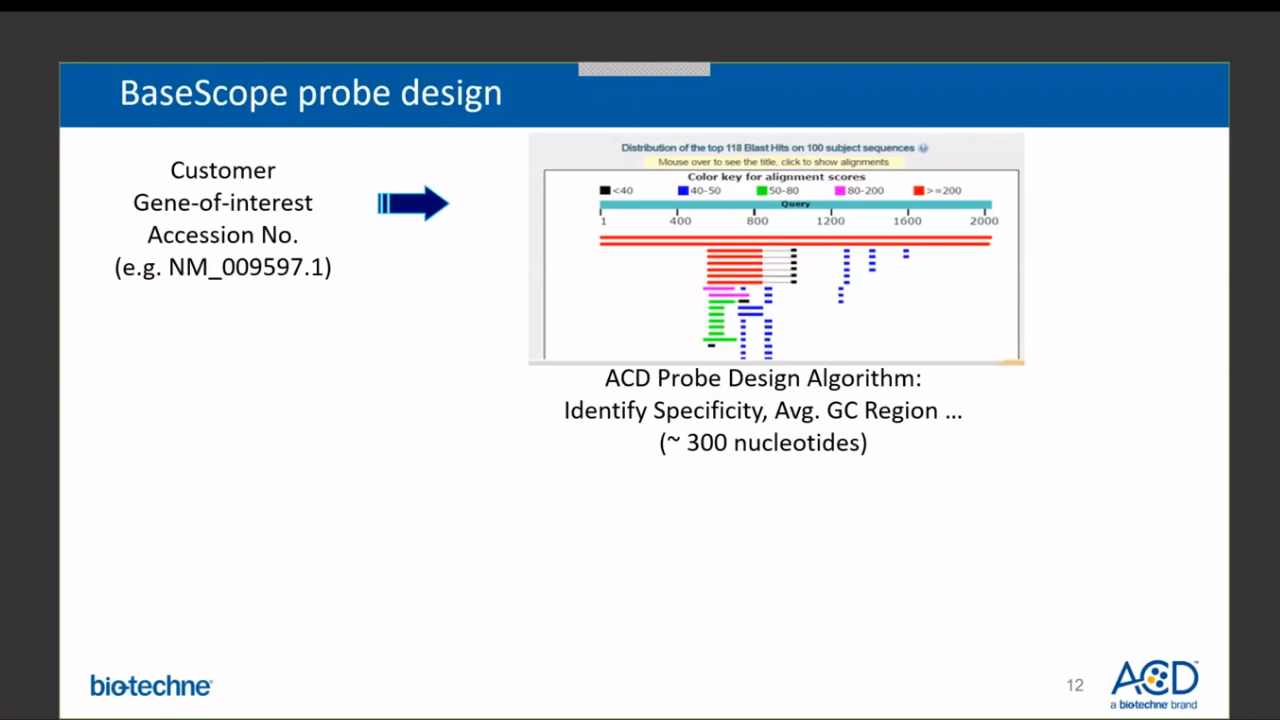 BaseScope probe design
Customer
Gene-of-interest
Accession No.
(e.g. NM_009597.1)
Distribution of the top 118 Blast Hits on 100 subject sequences
Mouse over to see the title, click to show alignments
Color key for alignment scores
<40 40-50 50-80 80-200 >=200
Query
1 400 800 1200 1600 2000
ACD Probe Design Algorithm:
Identify Specificity, Avg. GC Region ...
(~ 300 nucleotides)
bio-techne®
12
ACD™
a biotechne brand